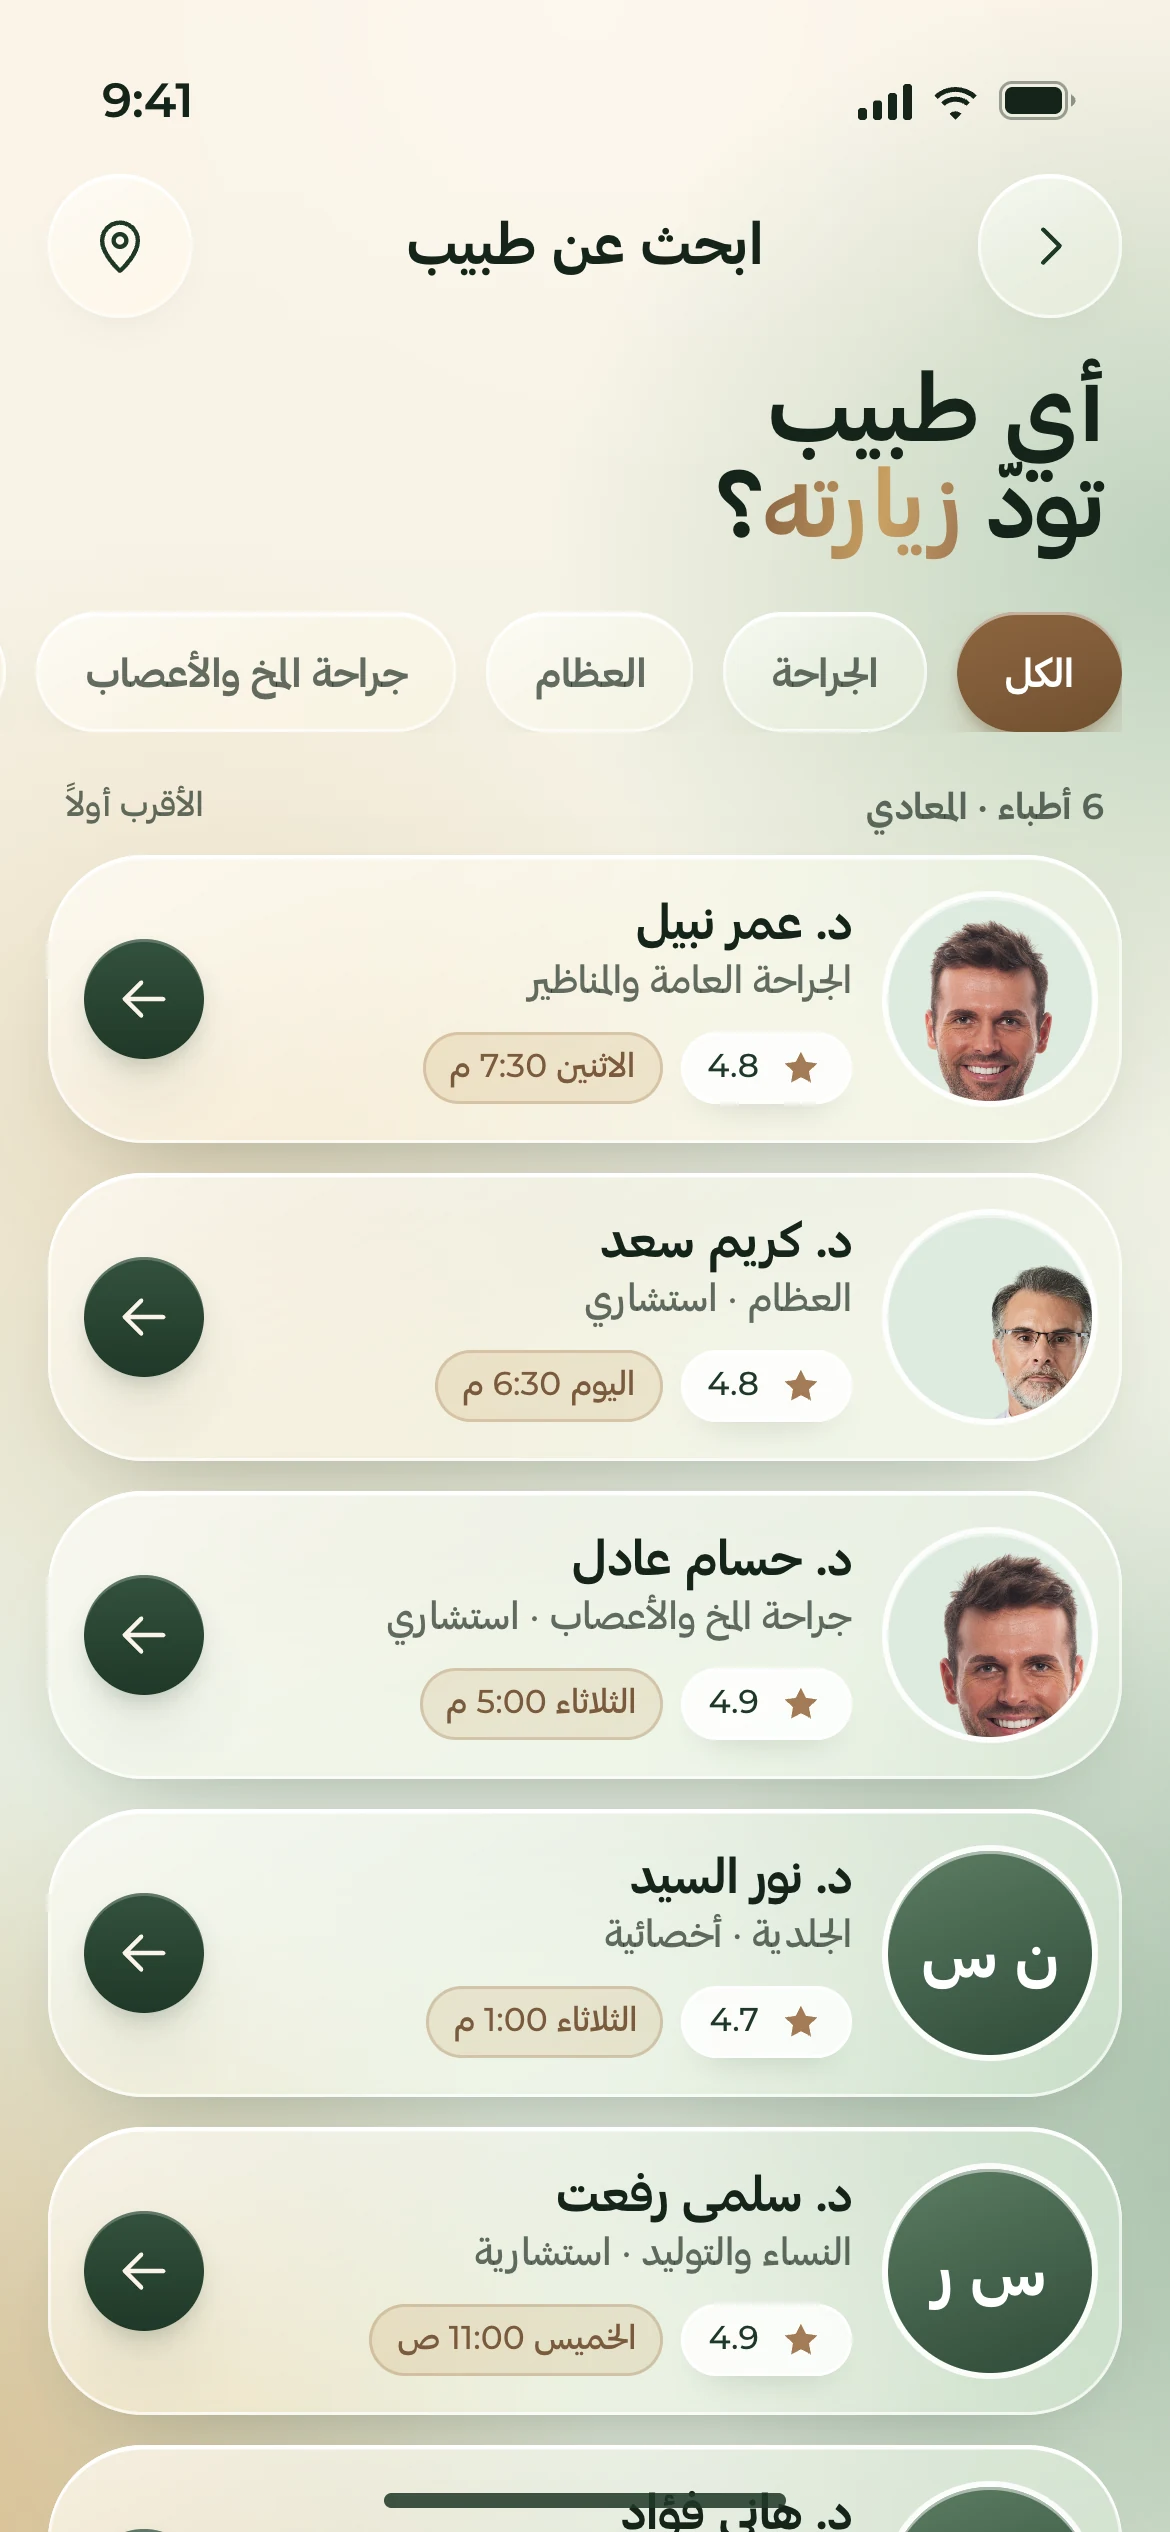 9:41
ابحث عن طبيب
أي طبيب
تودّ زيارته؟
الكل
الجراحة
العظام
جراحة المخ والأعصاب
6 أطباء · المعادي
الأقرب أولاً
د. عمر نبيل
الجراحة العامة والمناظير
4.8
الاثنين 7:30 م
د. كريم سعد
العظام · استشاري
4.8
اليوم 6:30 م
د. حسام عادل
جراحة المخ والأعصاب · استشاري
4.9
الثلاثاء 5:00 م
ن س
د. نور السيد
الجلدية · أخصائية
4.7
الثلاثاء 1:00 م
س ر
د. سلمى رفعت
النساء والتوليد · استشارية
4.9
الخميس 11:00 ص
د. هاني فؤاد